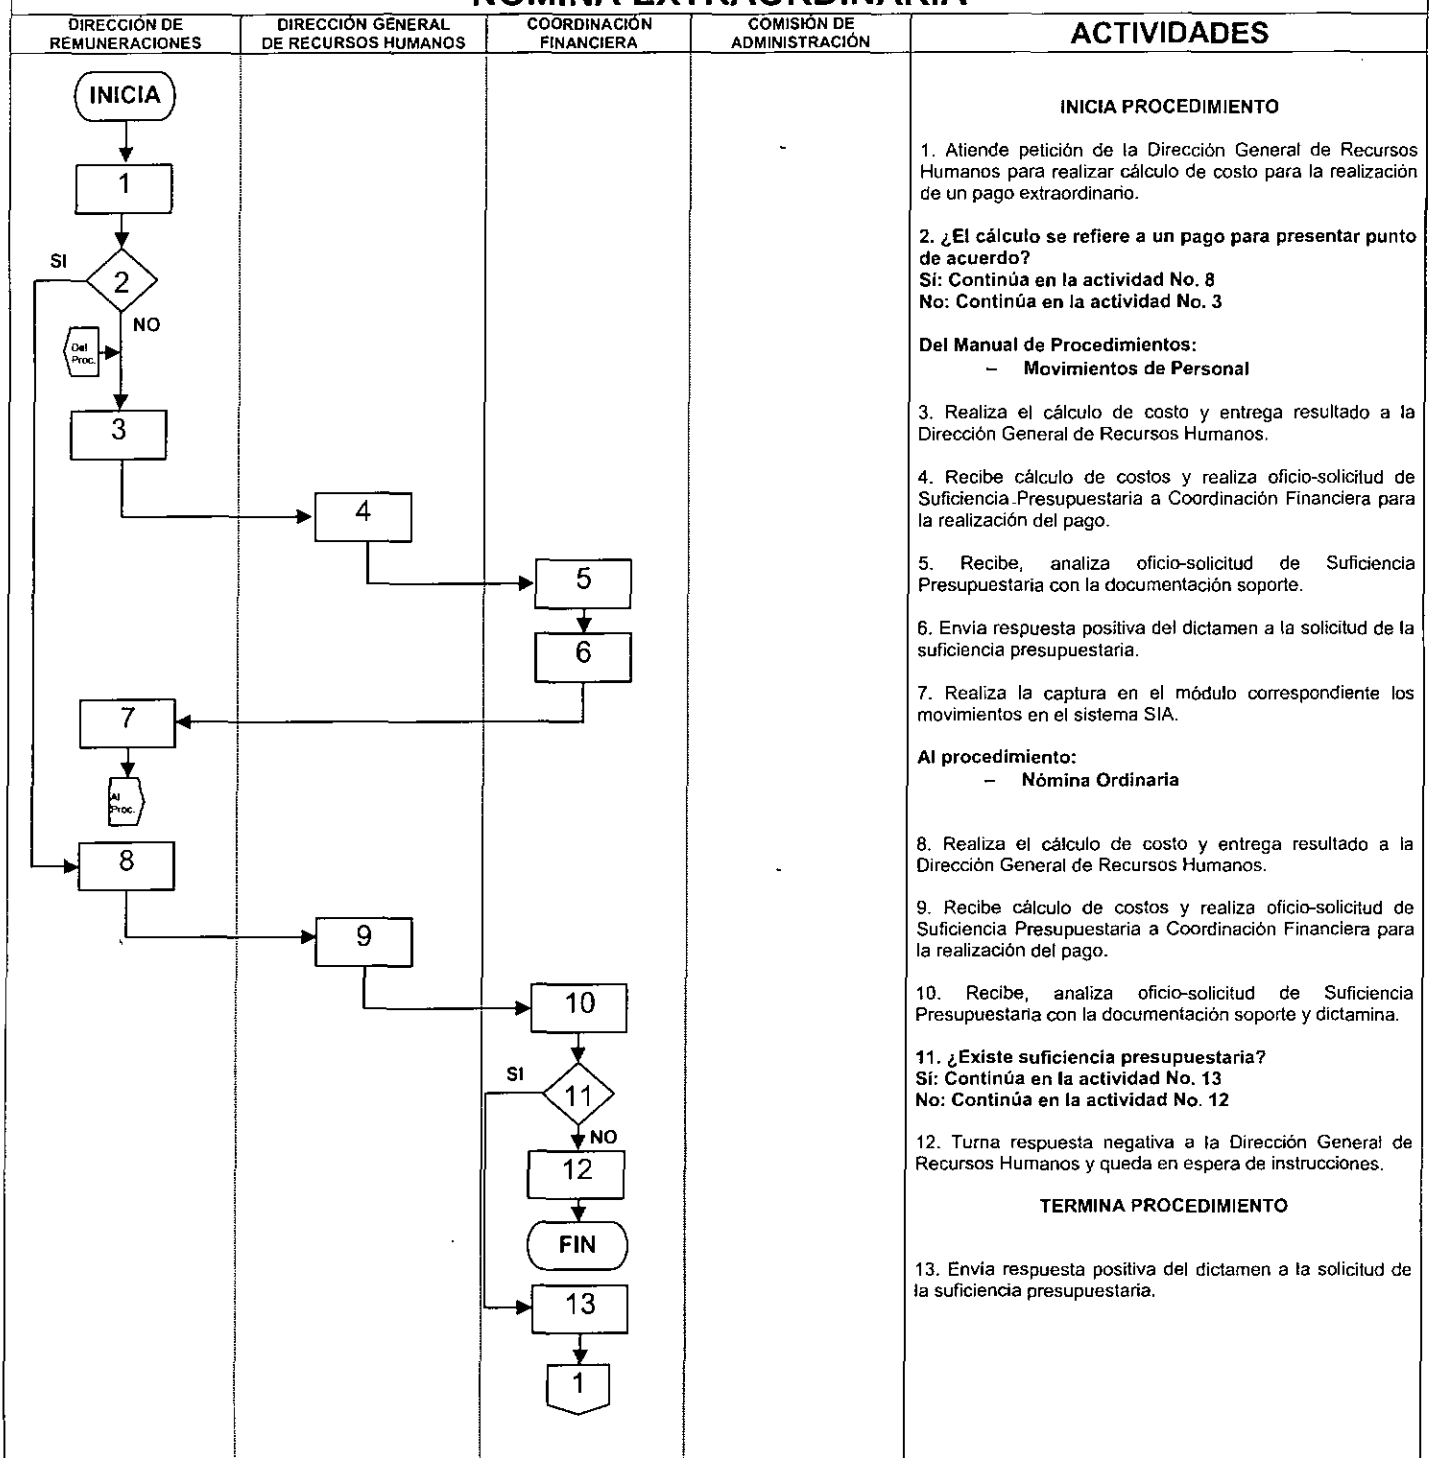 NÓMINA EXTRAORDINARIA
DIRECCIÓN DE
REMUNERACIONES
DIRECCIÓN GENERAL
DE RECURSOS HUMANOS
COORDINACIÓN
FINANCIERA
COMISIÓN DE
ADMINISTRACIÓN
ACTIVIDADES
INICIA
1
SI
2
NO
Del
Proc.
3
4
5
6
7
Al
Proc.
8
9
10
SI
11
NO
12
FIN
13
1
INICIA PROCEDIMIENTO
1. Atiende petición de la Dirección General de Recursos
Humanos para realizar cálculo de costo para la realización
de un pago extraordinario.
2. ¿El cálculo se refiere a un pago para presentar punto
de acuerdo?
Sí: Continúa en la actividad No. 8
No: Continúa en la actividad No. 3
Del Manual de Procedimientos:
– Movimientos de Personal
3. Realiza el cálculo de costo y entrega resultado a la
Dirección General de Recursos Humanos.
4. Recibe cálculo de costos y realiza oficio-solicitud de
Suficiencia Presupuestaria a Coordinación Financiera para
la realización del pago.
5. Recibe, analiza oficio-solicitud de Suficiencia
Presupuestaria con la documentación soporte.
6. Envía respuesta positiva del dictamen a la solicitud de la
suficiencia presupuestaria.
7. Realiza la captura en el módulo correspondiente los
movimientos en el sistema SIA.
Al procedimiento:
– Nómina Ordinaria
8. Realiza el cálculo de costo y entrega resultado a la
Dirección General de Recursos Humanos.
9. Recibe cálculo de costos y realiza oficio-solicitud de
Suficiencia Presupuestaria a Coordinación Financiera para
la realización del pago.
10. Recibe, analiza oficio-solicitud de Suficiencia
Presupuestaria con la documentación soporte y dictamina.
11. ¿Existe suficiencia presupuestaria?
Sí: Continúa en la actividad No. 13
No: Continúa en la actividad No. 12
12. Turna respuesta negativa a la Dirección General de
Recursos Humanos y queda en espera de instrucciones.
TERMINA PROCEDIMIENTO
13. Envía respuesta positiva del dictamen a la solicitud de
la suficiencia presupuestaria.